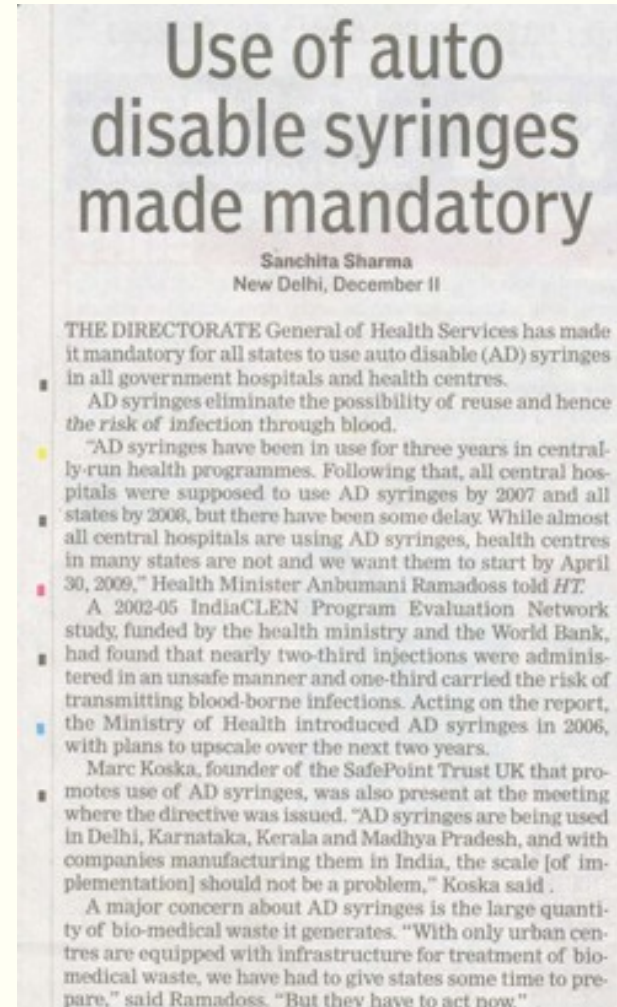 Use of auto
disable syringes
made mandatory
Sanchita Sharma
New Delhi, December 11
THE DIRECTORATE General of Health Services has made
it mandatory for all states to use auto disable (AD) syringes
in all government hospitals and health centres.
AD syringes eliminate the possibility of reuse and hence
the risk of infection through blood.
"AD syringes have been in use for three years in central-
ly-run health programmes. Following that, all central hos-
pitals were supposed to use AD syringes by 2007 and all
states by 2008, but there have been some delay. While almost
all central hospitals are using AD syringes, health centres
in many states are not and we want them to start by April
30, 2009," Health Minister Anbumani Ramadoss told HT.
A 2002-05 IndiaCLEN Program Evaluation Network
study, funded by the health ministry and the World Bank,
had found that nearly two-third injections were adminis-
tered in an unsafe manner and one-third carried the risk of
transmitting blood-borne infections. Acting on the report,
the Ministry of Health introduced AD syringes in 2006,
with plans to upscale over the next two years.
Marc Koska, founder of the SafePoint Trust UK that pro-
motes use of AD syringes, was also present at the meeting
where the directive was issued. "AD syringes are being used
in Delhi, Karnataka, Kerala and Madhya Pradesh, and with
companies manufacturing them in India, the scale [of im-
plementation] should not be a problem," Koska said .
A major concern about AD syringes is the large quanti-
ty of bio-medical waste it generates. "With only urban cen-
tres are equipped with infrastructure for treatment of bio-
medical waste, we have had to give states some time to pre-
pare," said Ramadoss. "But they have to act now."